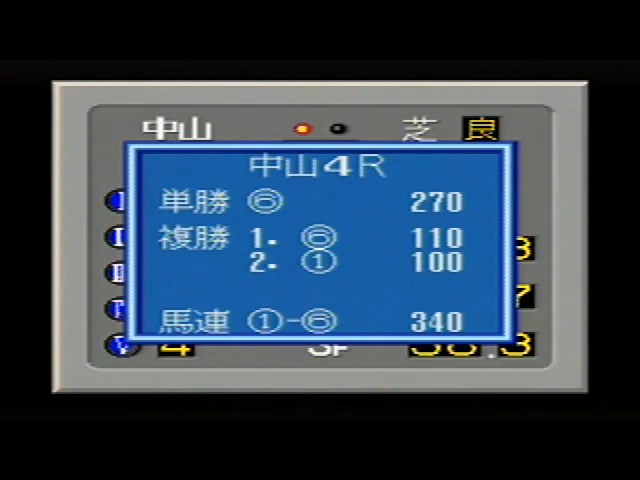 中山 芝 良
中山4R
単勝 ⑥ 270
複勝 1. ⑥ 110
2. ① 100
馬連 ①-⑥ 340